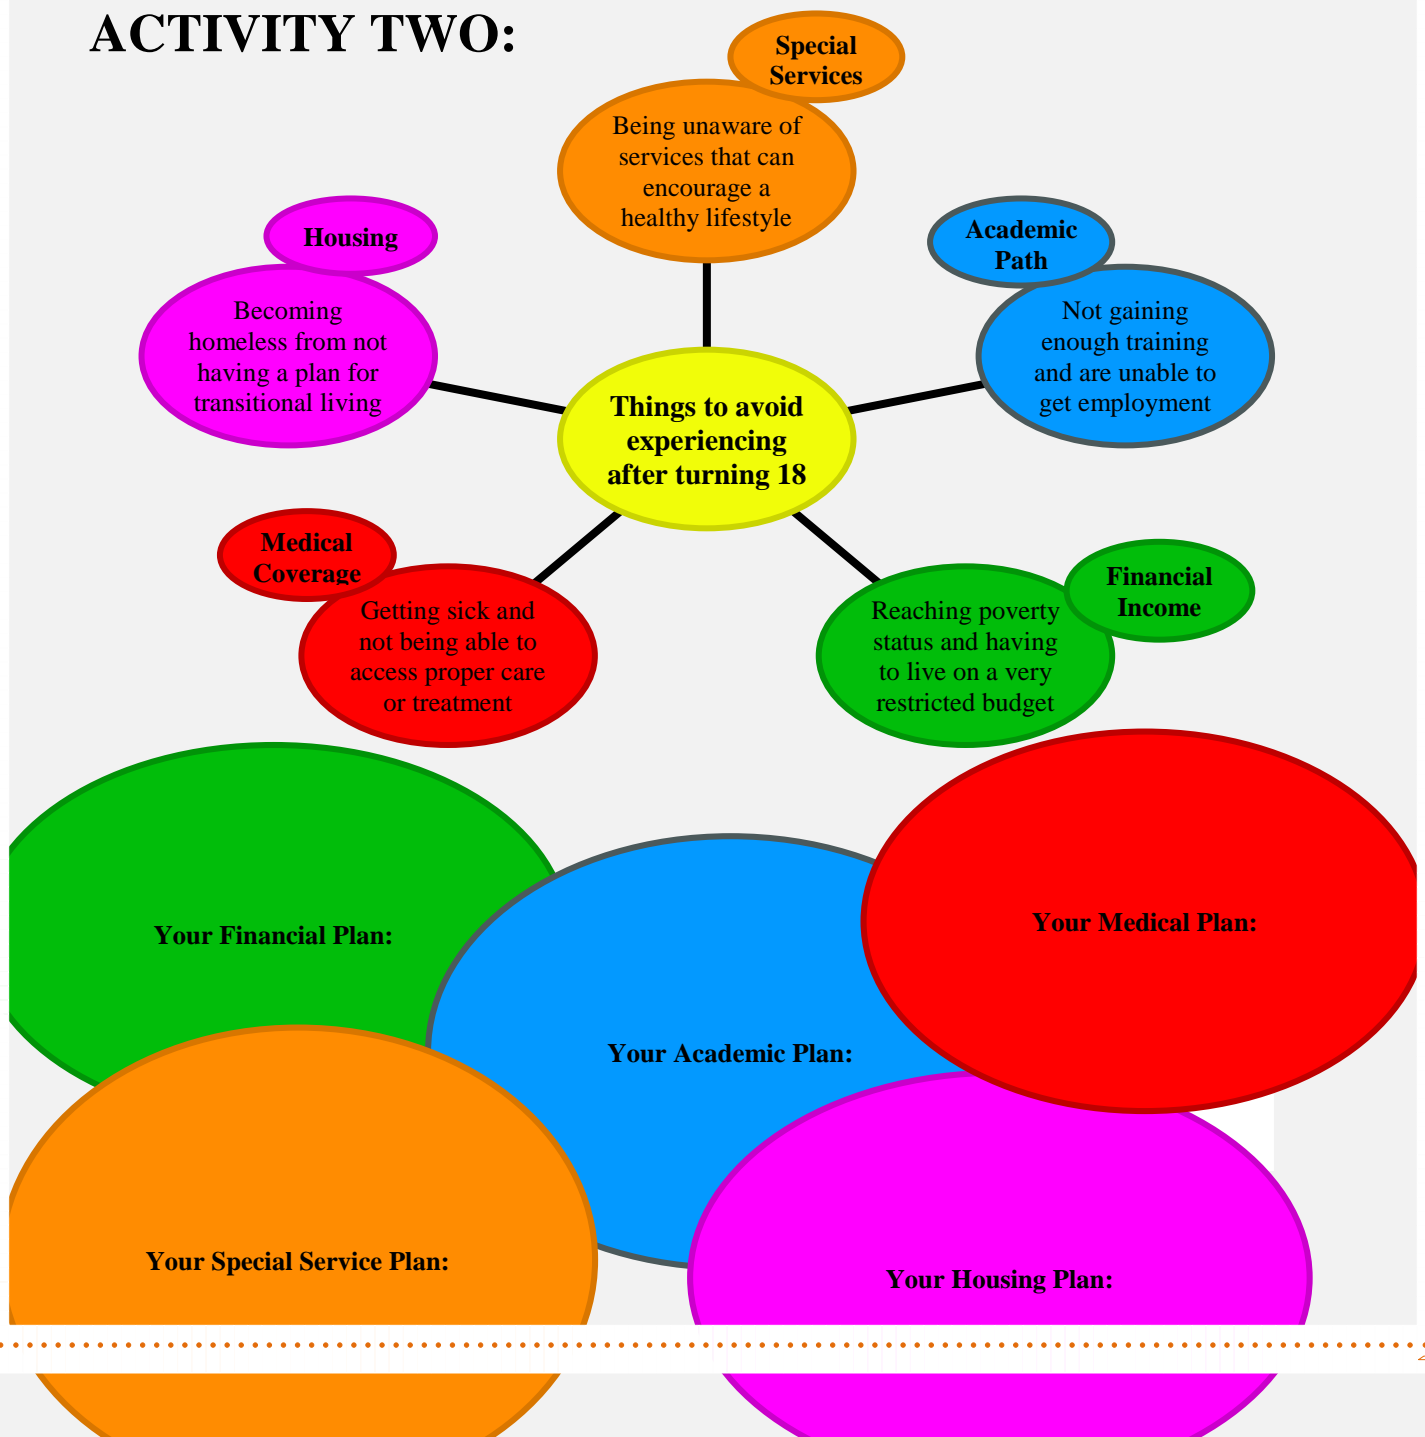 ACTIVITY TWO:
Special
Services
Being unaware of
services that can
encourage a
healthy lifestyle
Housing
Becoming
homeless from not
having a plan for
transitional living
Academic
Path
Not gaining
enough training
and are unable to
get employment
Things to avoid
experiencing
after turning 18
Medical
Coverage
Getting sick and
not being able to
access proper care
or treatment
Financial
Income
Reaching poverty
status and having
to live on a very
restricted budget
Your Financial Plan:
Your Medical Plan:
Your Academic Plan:
Your Special Service Plan:
Your Housing Plan: